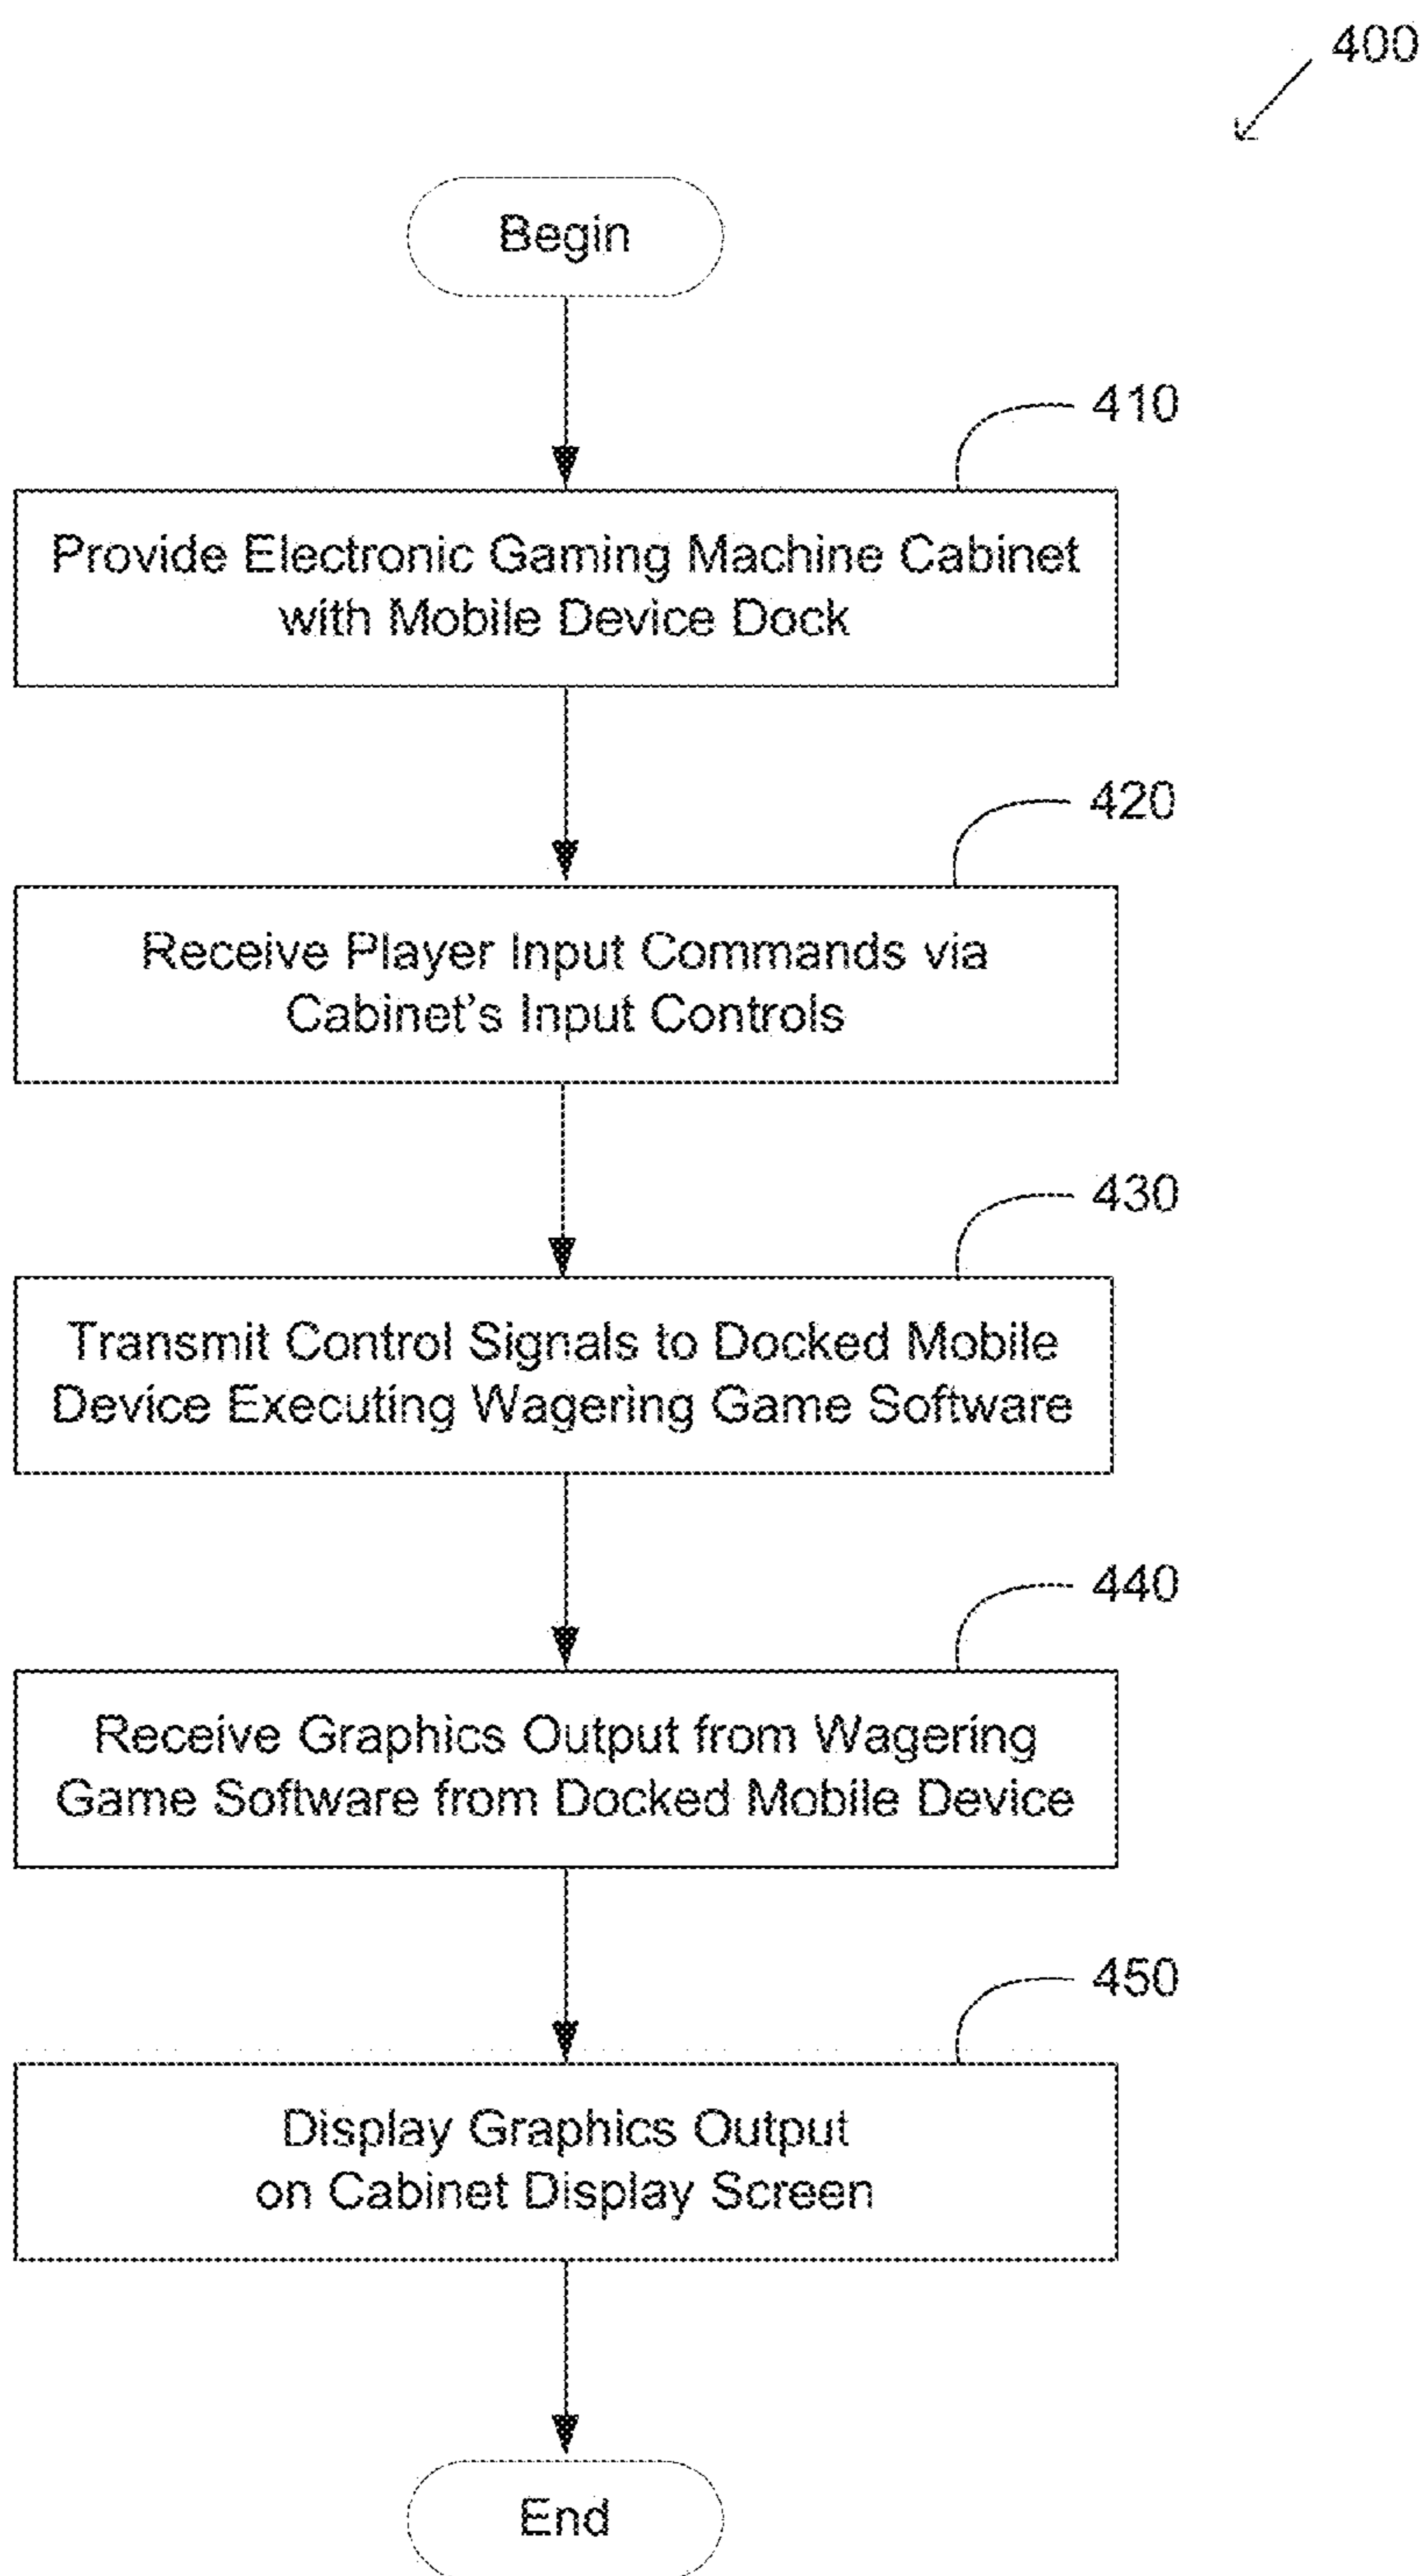 400
Begin
410
Provide Electronic Gaming Machine Cabinet
with Mobile Device Dock
420
Receive Player Input Commands via
Cabinet's Input Controls
430
Transmit Control Signals to Docked Mobile
Device Executing Wagering Game Software
440
Receive Graphics Output from Wagering
Game Software from Docked Mobile Device
450
Display Graphics Output
on Cabinet Display Screen
End